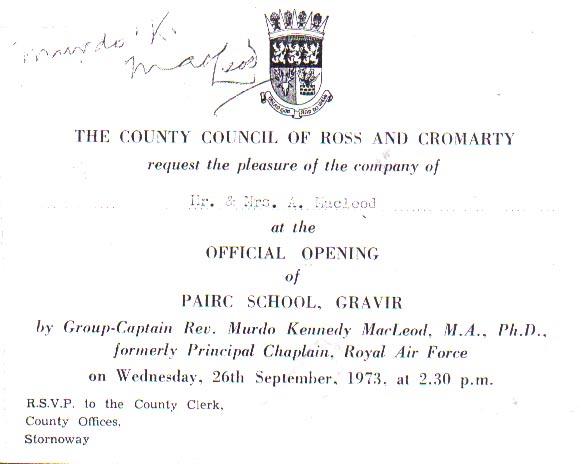 Murdo K.
MacLeod
THE COUNTY COUNCIL OF ROSS AND CROMARTY
request the pleasure of the company of
Mr. & Mrs. A. Macleod
at the
OFFICIAL OPENING
of
PAIRC SCHOOL, GRAVIR
by Group-Captain Rev. Murdo Kennedy MacLeod, M.A., Ph.D.,
formerly Principal Chaplain, Royal Air Force
on Wednesday, 26th September, 1973, at 2.30 p.m.
R.S.V.P. to the County Clerk,
County Offices,
Stornoway